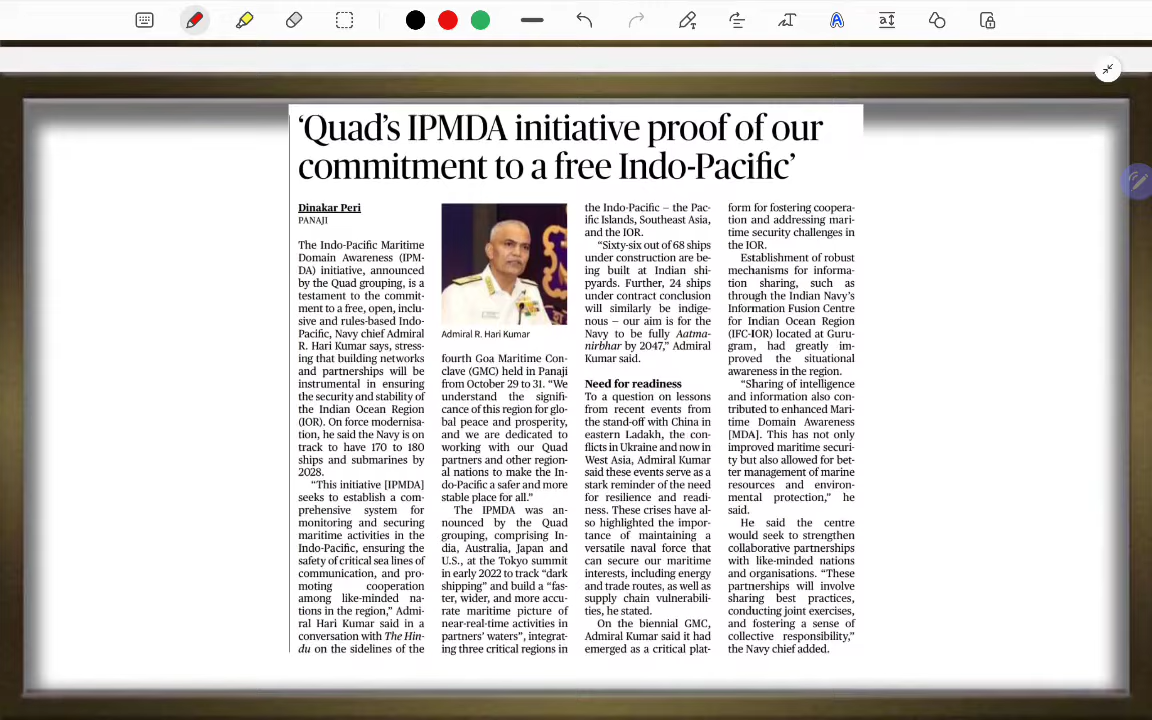 ‘Quad’s IPMDA initiative proof of our
commitment to a free Indo-Pacific’
Dinakar Peri
PANAJI
The Indo-Pacific Maritime
Domain Awareness (IPM-
DA) initiative, announced
by the Quad grouping, is a
testament to the commit-
ment to a free, open, inclu-
sive and rules-based Indo-
Pacific, Navy chief Admiral
R. Hari Kumar says, stress-
ing that building networks
and partnerships will be
instrumental in ensuring
the security and stability of
the Indian Ocean Region
(IOR). On force modernisa-
tion, he said the Navy is on
track to have 170 to 180
ships and submarines by
2028.
“This initiative [IPMDA]
seeks to establish a com-
prehensive system for
monitoring and securing
maritime activities in the
Indo-Pacific, ensuring the
safety of critical sea lines of
communication, and pro-
moting cooperation
among like-minded na-
tions in the region,” Admi-
ral Hari Kumar said in a
conversation with The Hin-
du on the sidelines of the
Admiral R. Hari Kumar
fourth Goa Maritime Con-
clave (GMC) held in Panaji
from October 29 to 31. “We
understand the signifi-
cance of this region for glo-
bal peace and prosperity,
and we are dedicated to
working with our Quad
partners and other region-
al nations to make the In-
do-Pacific a safer and more
stable place for all.”
The IPMDA was an-
nounced by the Quad
grouping, comprising In-
dia, Australia, Japan and
U.S., at the Tokyo summit
in early 2022 to track “dark
shipping” and build a “fas-
ter, wider, and more accu-
rate maritime picture of
near-real-time activities in
partners’ waters”, integrat-
ing three critical regions in
the Indo-Pacific — the Pac-
ific Islands, Southeast Asia,
and the IOR.
“Sixty-six out of 68 ships
under construction are be-
ing built at Indian shi-
pyards. Further, 24 ships
under contract conclusion
will similarly be indige-
nous — our aim is for the
Navy to be fully Aatma-
nirbhar by 2047,” Admiral
Kumar said.
Need for readiness
To a question on lessons
from recent events from
the stand-off with China in
eastern Ladakh, the con-
flicts in Ukraine and now in
West Asia, Admiral Kumar
said these events serve as a
stark reminder of the need
for resilience and readi-
ness. These crises have al-
so highlighted the impor-
tance of maintaining a
versatile naval force that
can secure our maritime
interests, including energy
and trade routes, as well as
supply chain vulnerabili-
ties, he stated.
On the biennial GMC,
Admiral Kumar said it had
emerged as a critical plat-
form for fostering coopera-
tion and addressing mari-
time security challenges in
the IOR.
Establishment of robust
mechanisms for informa-
tion sharing, such as
through the Indian Navy’s
Information Fusion Centre
for Indian Ocean Region
(IFC-IOR) located at Guru-
gram, had greatly im-
proved the situational
awareness in the region.
“Sharing of intelligence
and information also con-
tributed to enhanced Mari-
time Domain Awareness
[MDA]. This has not only
improved maritime securi-
ty but also allowed for bet-
ter management of marine
resources and environ-
mental protection,” he
said.
He said the centre
would seek to strengthen
collaborative partnerships
with like-minded nations
and organisations. “These
partnerships will involve
sharing best practices,
conducting joint exercises,
and fostering a sense of
collective responsibility,”
the Navy chief added.